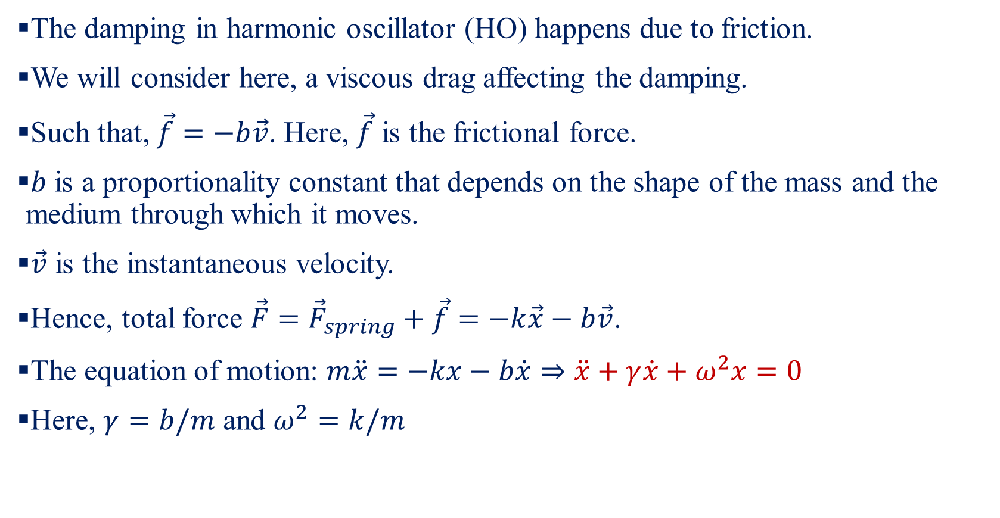 ▪The damping in harmonic oscillator (HO) happens due to friction.
▪We will consider here, a viscous drag affecting the damping.
▪Such that, $\vec{f} = -b\vec{v}$. Here, $\vec{f}$ is the frictional force.
▪$b$ is a proportionality constant that depends on the shape of the mass and the
medium through which it moves.
▪$\vec{v}$ is the instantaneous velocity.
▪Hence, total force $\vec{F} = \vec{F}_{spring} + \vec{f} = -k\vec{x} - b\vec{v}$.
▪The equation of motion: $m\ddot{x} = -kx - b\dot{x} \Rightarrow \ddot{x} + \gamma\dot{x} + \omega^2 x = 0$
▪Here, $\gamma = b/m$ and $\omega^2 = k/m$